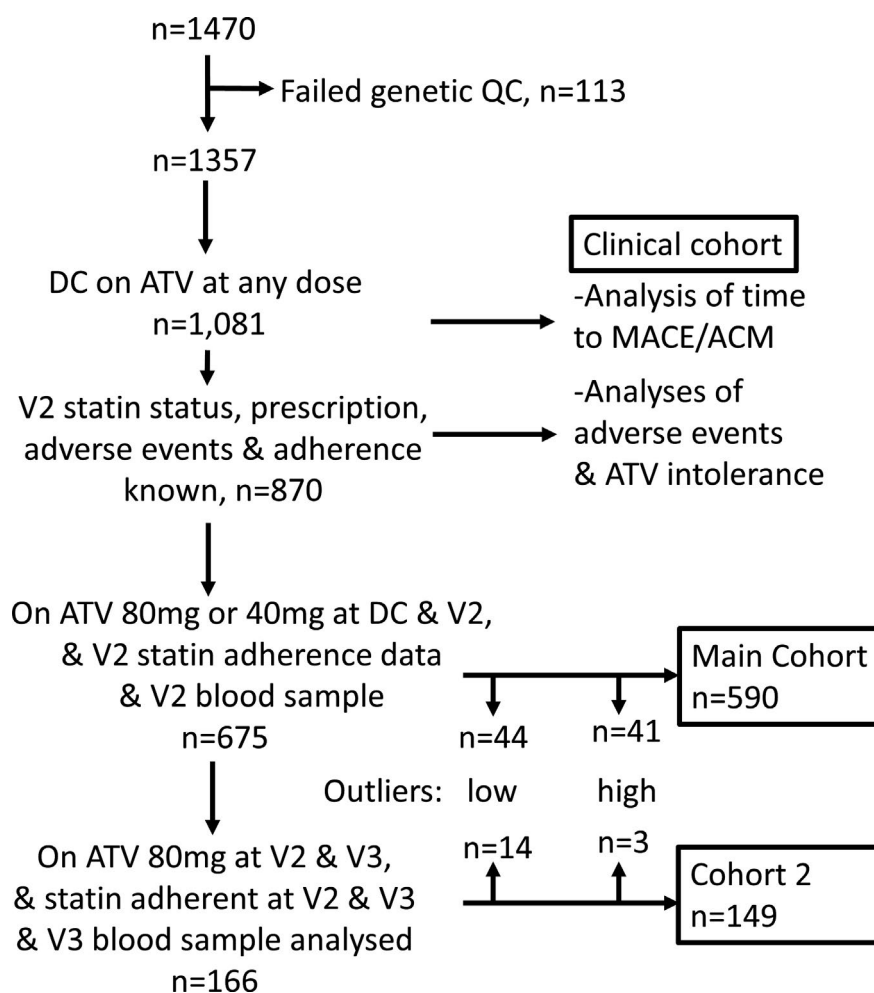 n=1470
Failed genetic QC, n=113
n=1357
DC on ATV at any dose
n=1,081
Clinical cohort
-Analysis of time
to MACE/ACM
V2 statin status, prescription,
adverse events & adherence
known, n=870
-Analyses of
adverse events
& ATV intolerance
On ATV 80mg or 40mg at DC & V2,
& V2 statin adherence data
& V2 blood sample
n=675
Main Cohort
n=590
n=44
n=41
Outliers:
low
high
n=14
n=3
On ATV 80mg at V2 & V3,
& statin adherent at V2 & V3
& V3 blood sample analysed
n=166
Cohort 2
n=149